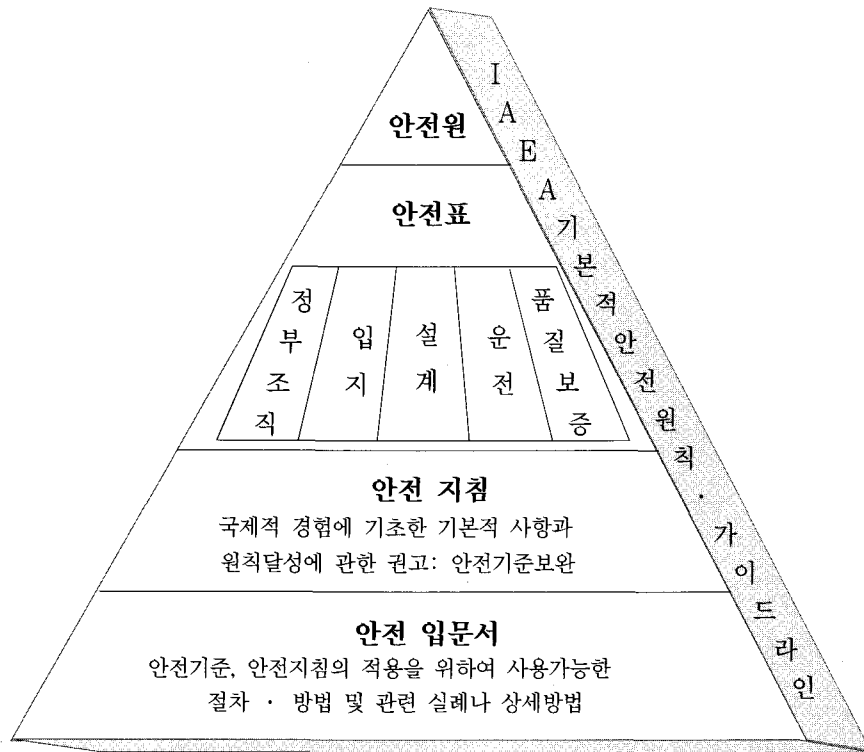 안전원
안전표
정부조직
입지
설계
운전
품질보증
안전 지침
국제적 경험에 기초한 기본적 사항과
원칙달성에 관한 권고: 안전기준보완
안전 입문서
안전기준, 안전지침의 적용을 위하여 사용가능한
절차 · 방법 및 관련 실례나 상세방법
IAEA기본적안전원칙·가이드라인